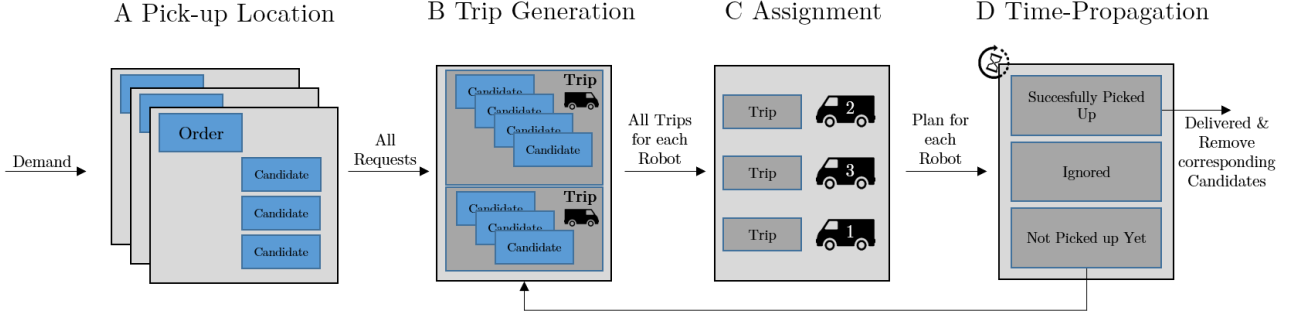 A Pick-up Location
B Trip Generation
C Assignment
D Time-Propagation
Demand
Order
Candidate
Candidate
Candidate
All
Requests
Trip
Candidate
Candidate
Candidate
Candidate
Trip
Candidate
Candidate
Candidate
All Trips
for each
Robot
Trip
2
Trip
3
Trip
1
Plan for
each
Robot
Succesfully Picked
Up
Ignored
Not Picked up Yet
Delivered &
Remove
corresponding
Candidates